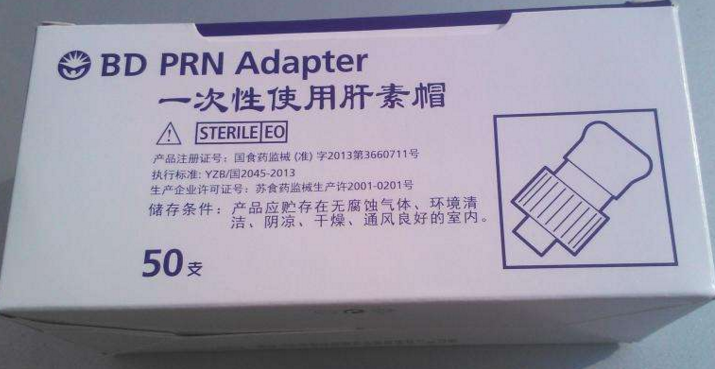 BD PRN Adapter
一次性使用肝素帽
STERILE EO
产品注册证号：国食药监械(准)字2013第3660711号
执行标准：YZB/国2045-2013
生产企业许可证号：苏食药监械生产许2001-0201号
储存条件：产品应贮存在无腐蚀气体、环境清
洁、阴凉、干燥、通风良好的室内。
50支